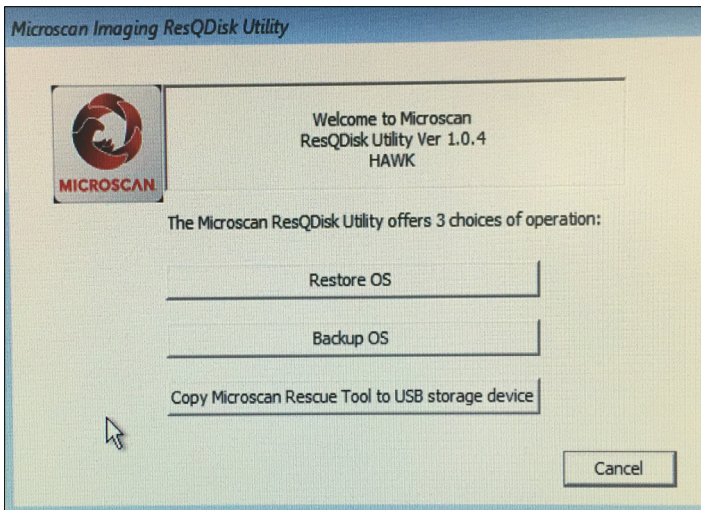 Microscan Imaging ResQDisk Utility
MICROSCAN
Welcome to Microscan
ResQDisk Utility Ver 1.0.4
HAWK
The Microscan ResQDisk Utility offers 3 choices of operation:
Restore OS
Backup OS
Copy Microscan Rescue Tool to USB storage device
Cancel